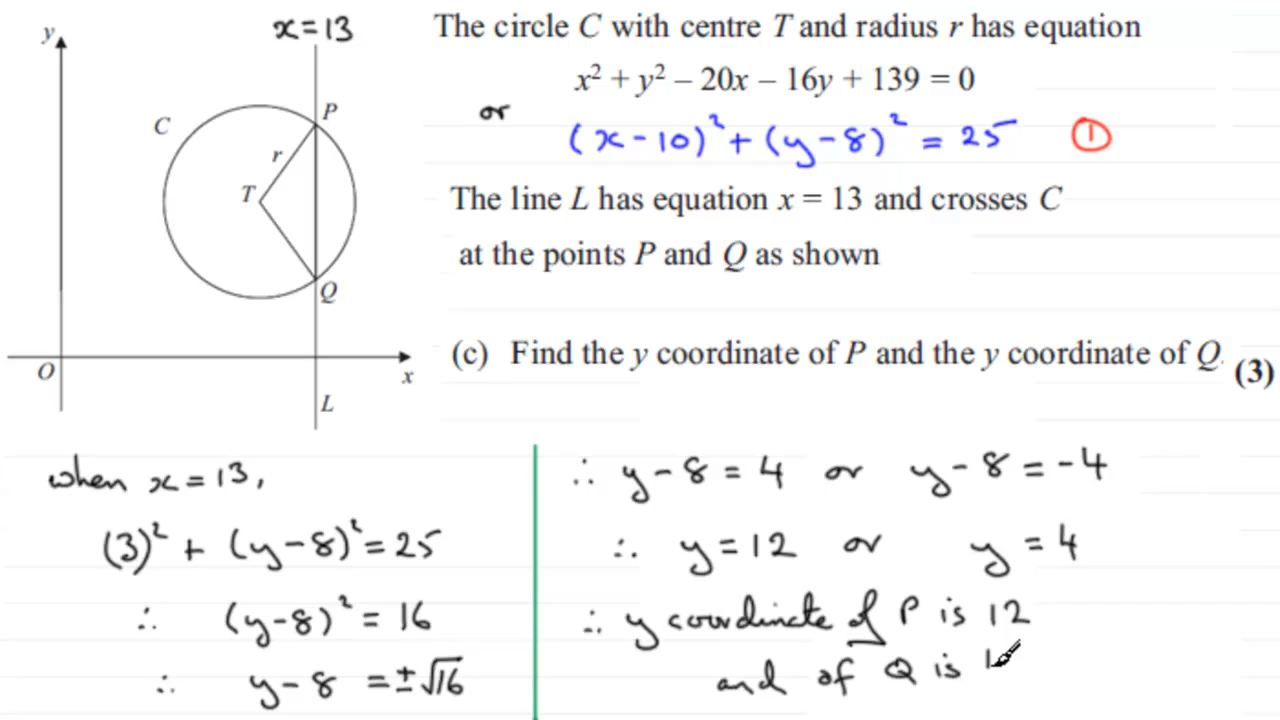 y
x = 13
C
P
r
T
Q
O
x
L
The circle C with centre T and radius r has equation
x² + y² – 20x – 16y + 139 = 0
or
(x – 10)² + (y – 8)² = 25 ①
The line L has equation x = 13 and crosses C
at the points P and Q as shown
(c) Find the y coordinate of P and the y coordinate of Q.
(3)
when x = 13,
(3)² + (y – 8)² = 25
∴ (y – 8)² = 16
∴ y – 8 = ±√16
∴ y – 8 = 4 or y – 8 = –4
∴ y = 12 or y = 4
∴ y coordinate of P is 12
and of Q is